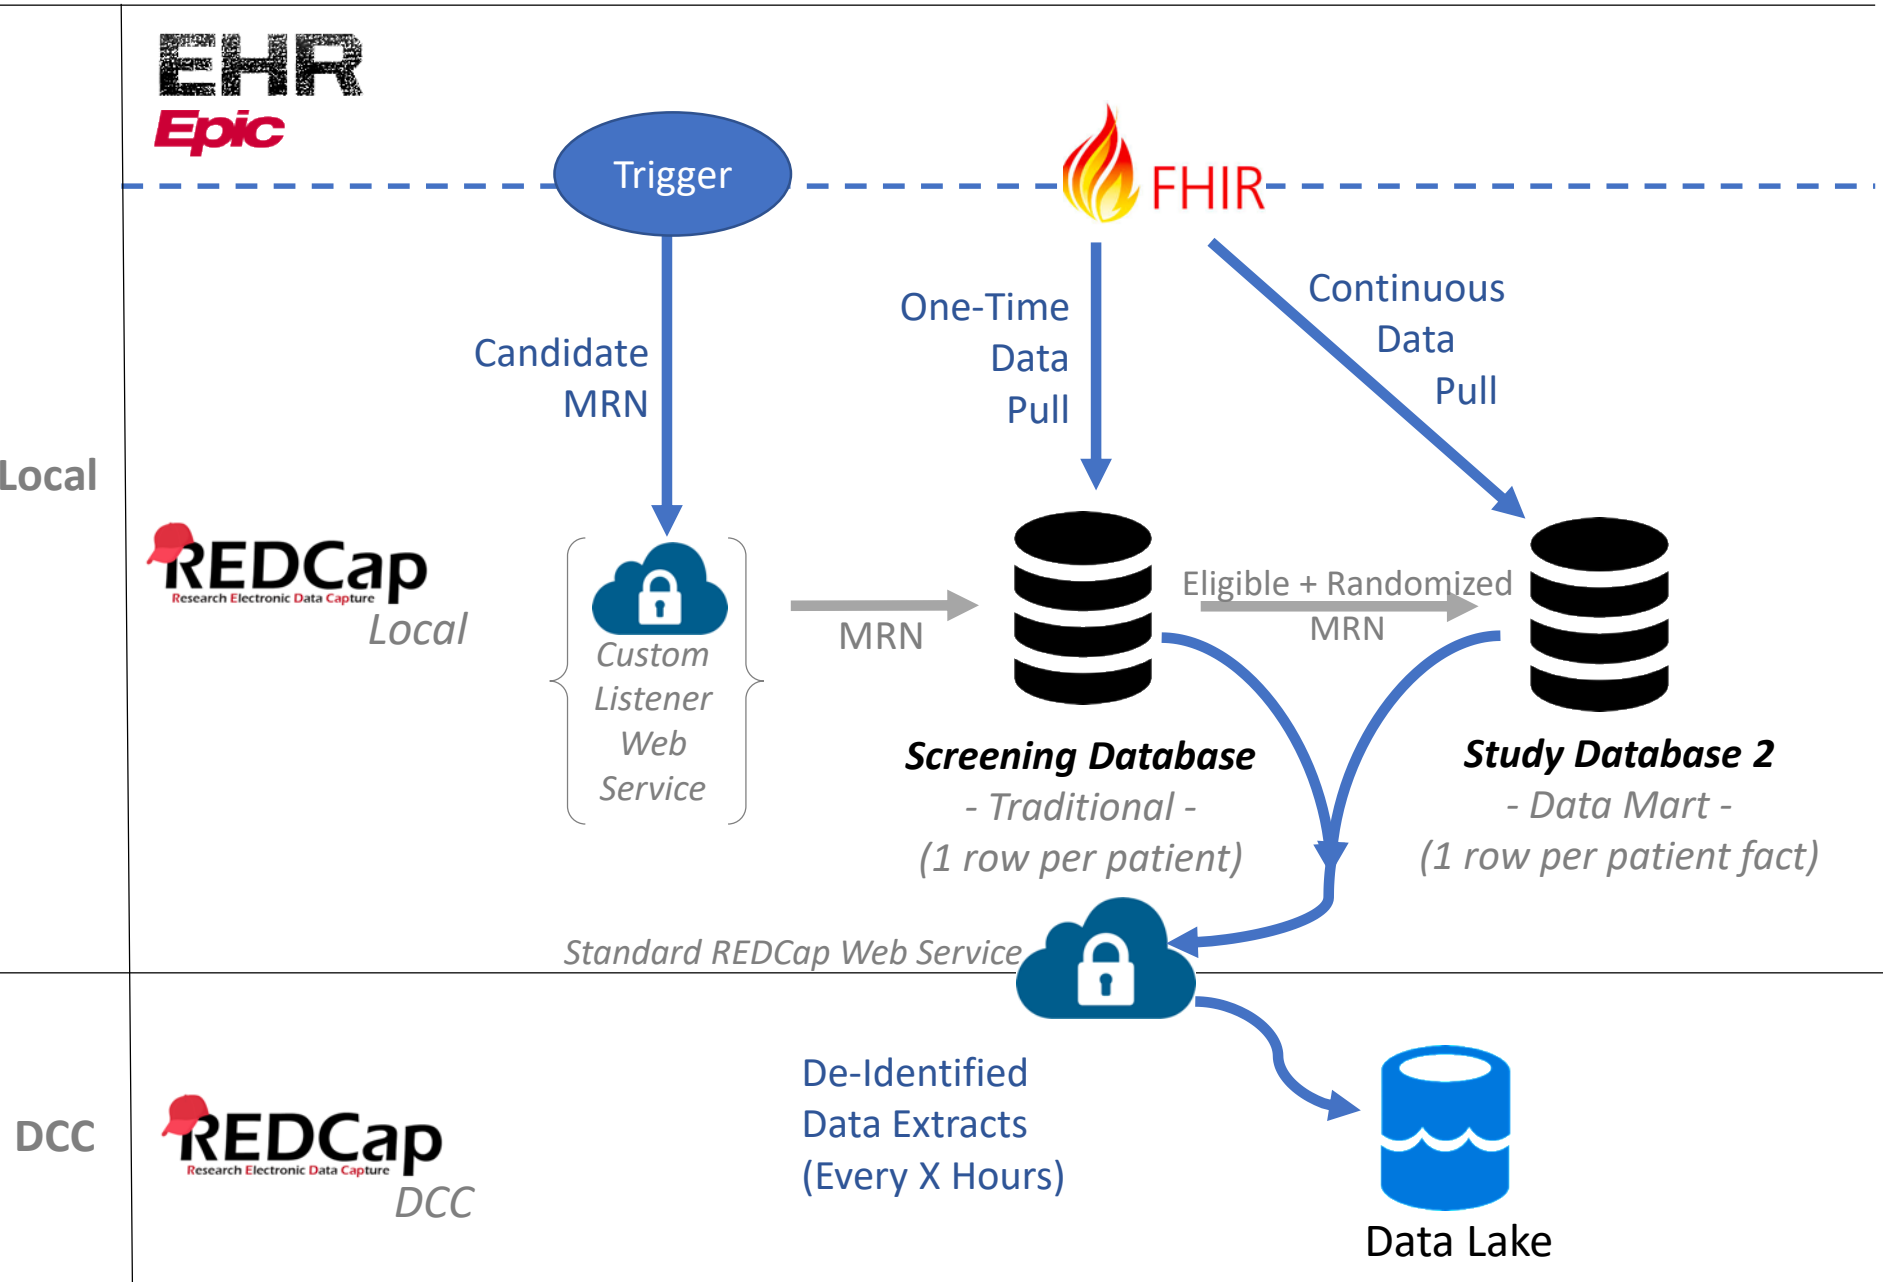 EHR
Epic
Trigger
FHIR
One-Time
Data
Pull
Continuous
Data
Pull
Candidate
MRN
Local
REDCap
Research Electronic Data Capture
Local
Custom
Listener
Web
Service
MRN
Eligible + Randomized
MRN
Screening Database
- Traditional -
(1 row per patient)
Study Database 2
- Data Mart -
(1 row per patient fact)
Standard REDCap Web Service
DCC
REDCap
Research Electronic Data Capture
DCC
De-Identified
Data Extracts
(Every X Hours)
Data Lake